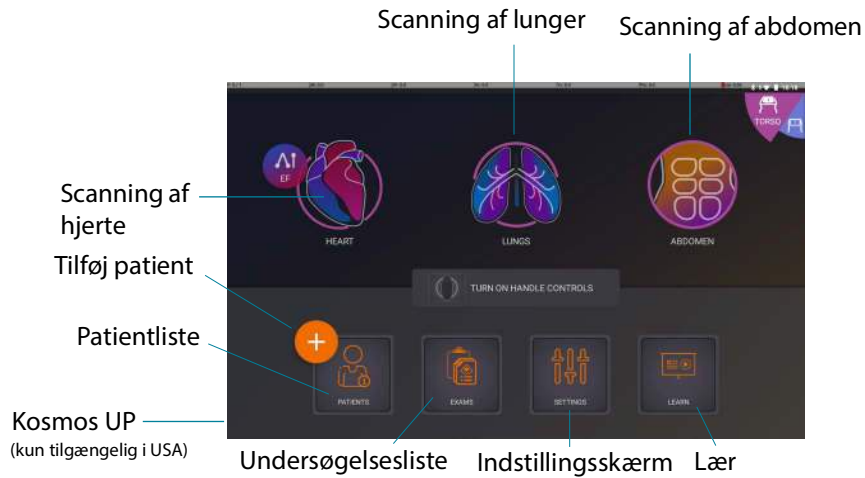 Scanning af lunger
Scanning af abdomen
TORSO
EF
Scanning af
hjerte
HEART
LUNGS
ABDOMEN
Tilføj patient
TURN ON HANDLE CONTROLS
Patientliste
PATIENTS
EXAMS
SETTINGS
LEARN
Kosmos UP
(kun tilgængelig i USA)
Undersøgelsesliste
Indstillingsskærm
Lær